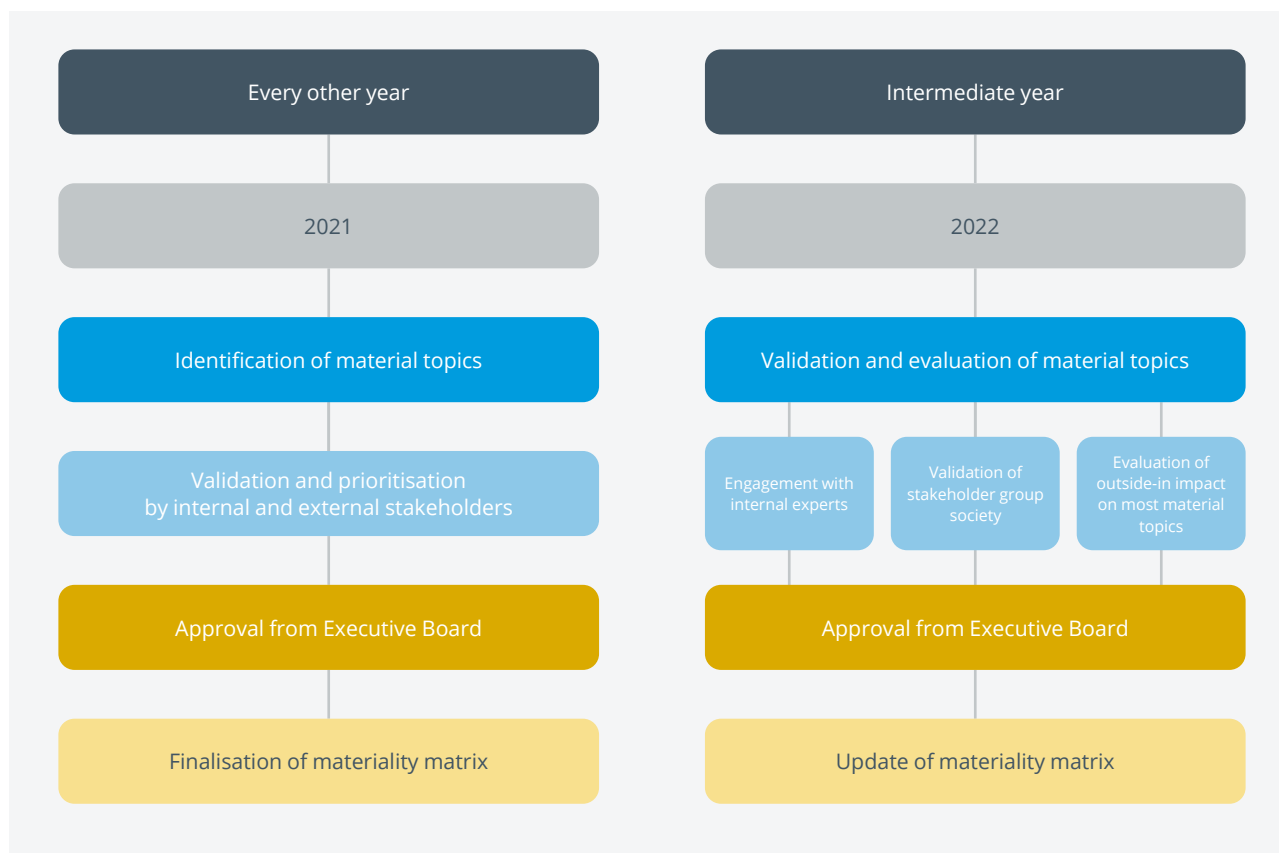 Every other year
2021
Identification of material topics
Validation and prioritisation
by internal and external stakeholders
Approval from Executive Board
Finalisation of materiality matrix
Intermediate year
2022
Validation and evaluation of material topics
Engagement with
internal experts
Validation of
stakeholder group
society
Evaluation of
outside-in impact
on most material
topics
Approval from Executive Board
Update of materiality matrix